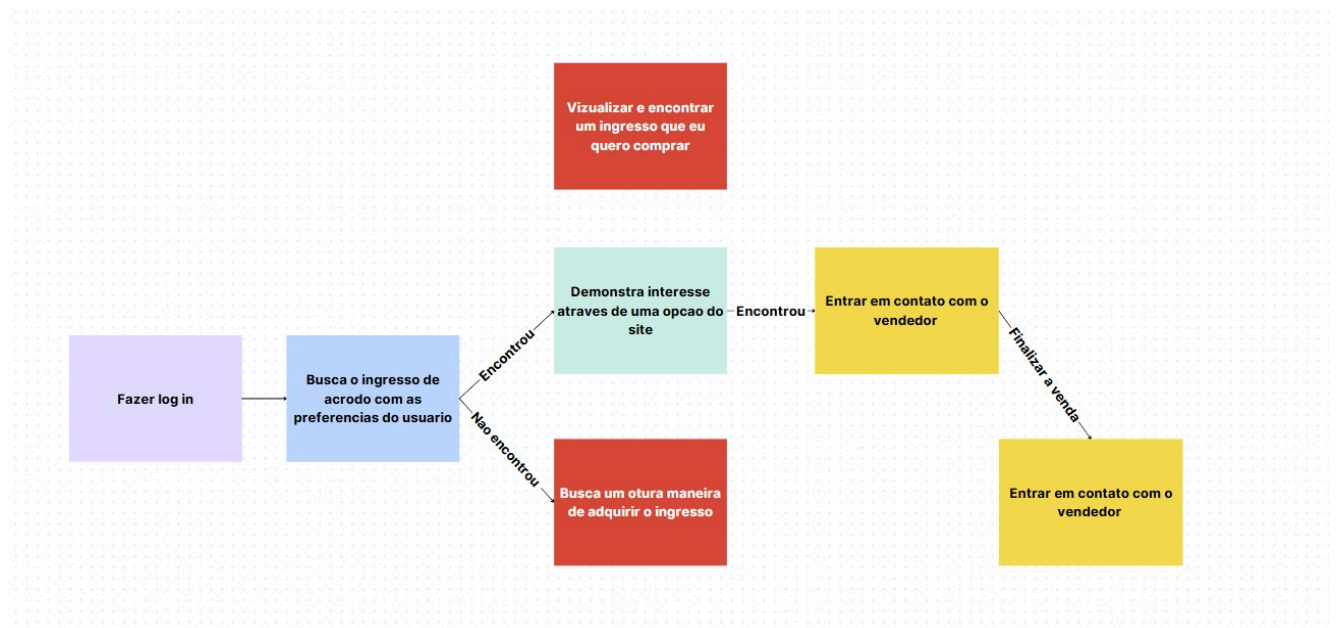 Vizualizar e encontrar
um ingresso que eu
quero comprar
Demonstra interesse
atraves de uma opcao do
site
Encontrou
Entrar em contato com o
vendedor
Encontrou
Finalizar a venda
Fazer log in
Busca o ingresso de
acrodo com as
preferencias do usuario
Nao encontrou
Busca um otura maneira
de adquirir o ingresso
Entrar em contato com o
vendedor